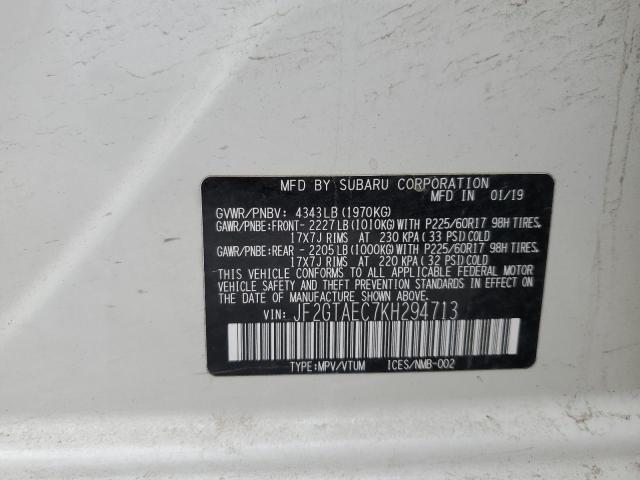 MFD BY SUBARU CORPORATION
MFD IN 01/19
GVWR/PNBV: 4343LB(1970KG)
GAWR/PNBE:FRONT- 2227LB(1010KG)WITH P225/60R17 98H TIRES,
17X7J RIMS AT 230 KPA(33 PSI)COLD
GAWR/PNBE:REAR - 2205LB(1000KG)WITH P225/60R17 98H TIRES,
17X7J RIMS AT 220 KPA(32 PSI)COLD
THIS VEHICLE CONFORMS TO ALL APPLICABLE FEDERAL MOTOR
VEHICLE SAFETY AND THEFT PREVENTION STANDARDS IN
EFFECT ON THE DATE OF MANUFACTURE SHOWN ABOVE.
VIN: JF2GTAEC7KH294713
TYPE:MPV/VTUM ICES/NMB-002